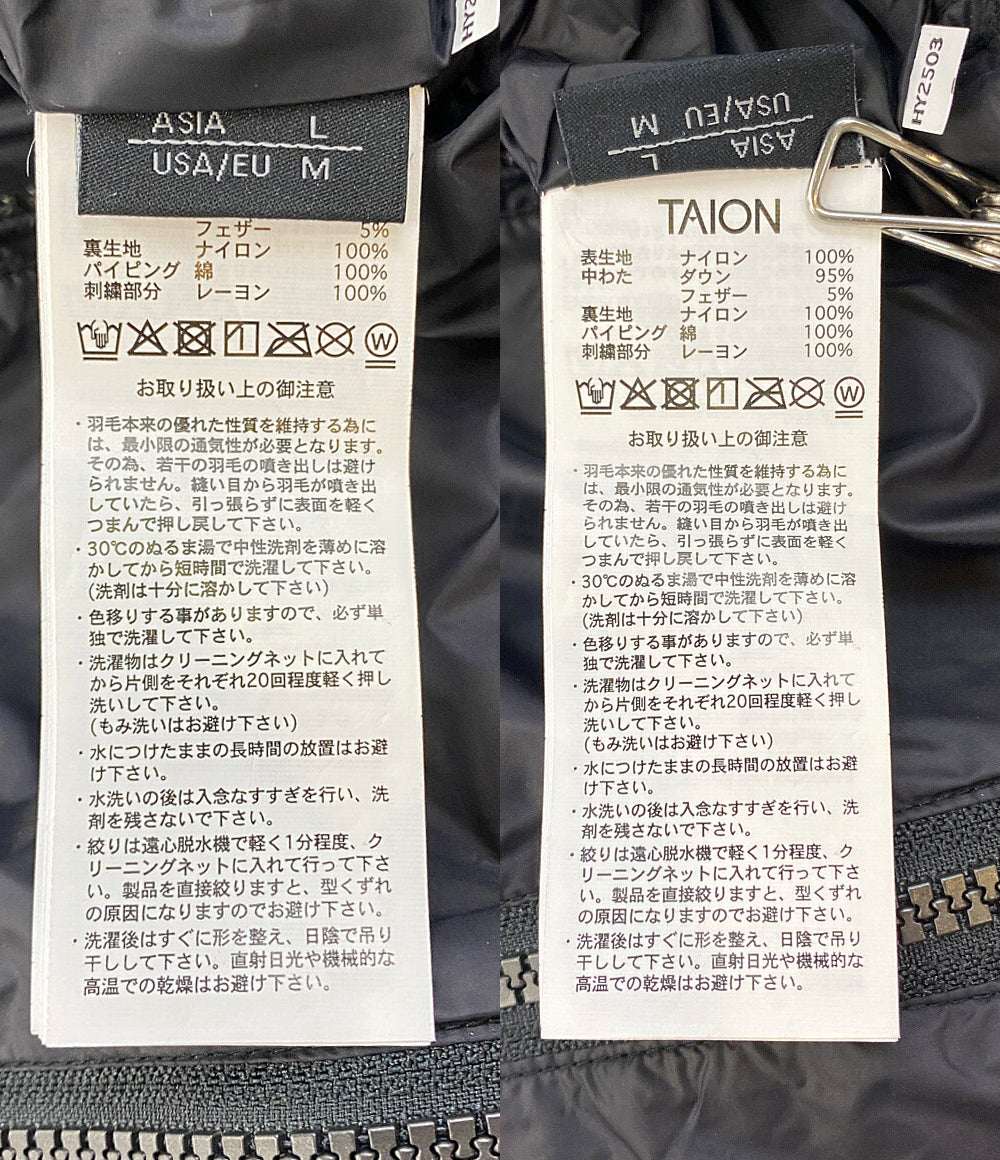 HY2
ASIA L
USA/EU M
フェザー 5%
裏生地 ナイロン 100%
パイピング 綿 100%
刺繍部分 レーヨン 100%
W
お取り扱い上の御注意
・羽毛本来の優れた性質を維持する為に
は、最小限の通気性が必要となります。
その為、若干の羽毛の噴き出しは避け
られません。縫い目から羽毛が噴き出
していたら、引っ張らずに表面を軽く
つまんで押し戻して下さい。
・30℃のぬるま湯で中性洗剤を薄めに溶
かしてから短時間で洗濯して下さい。
(洗剤は十分に溶かして下さい)
・色移りする事がありますので、必ず単
独で洗濯して下さい。
・洗濯物はクリーニングネットに入れて
から片側をそれぞれ20回程度軽く押し
洗いして下さい。
(もみ洗いはお避け下さい)
・水につけたままの長時間の放置はお避
け下さい。
・水洗いの後は入念なすすぎを行い、洗
剤を残さないで下さい。
・絞りは遠心脱水機で軽く1分程度、ク
リーニングネットに入れて行って下さ
い。製品を直接絞りますと、型くずれ
の原因になりますのでお避け下さい。
・洗濯後はすぐに形を整え、日陰で吊り
干しして下さい。直射日光や機械的な
高温での乾燥はお避け下さい。
HY2503
ASIA L
USA/EU M
TAION
表生地 ナイロン 100%
中わた ダウン 95%
フェザー 5%
裏生地 ナイロン 100%
パイピング 綿 100%
刺繍部分 レーヨン 100%
W
お取り扱い上の御注意
・羽毛本来の優れた性質を維持する為に
は、最小限の通気性が必要となります。
その為、若干の羽毛の噴き出しは避け
られません。縫い目から羽毛が噴き出
していたら、引っ張らずに表面を軽く
つまんで押し戻して下さい。
・30℃のぬるま湯で中性洗剤を薄めに溶
かしてから短時間で洗濯して下さい。
(洗剤は十分に溶かして下さい)
・色移りする事がありますので、必ず単
独で洗濯して下さい。
・洗濯物はクリーニングネットに入れて
から片側をそれぞれ20回程度軽く押し
洗いして下さい。
(もみ洗いはお避け下さい)
・水につけたままの長時間の放置はお避
け下さい。
・水洗いの後は入念なすすぎを行い、洗
剤を残さないで下さい。
・絞りは遠心脱水機で軽く1分程度、ク
リーニングネットに入れて行って下さ
い。製品を直接絞りますと、型くずれ
の原因になりますのでお避け下さい。
・洗濯後はすぐに形を整え、日陰で吊り
干しして下さい。直射日光や機械的な
高温での乾燥はお避け下さい。